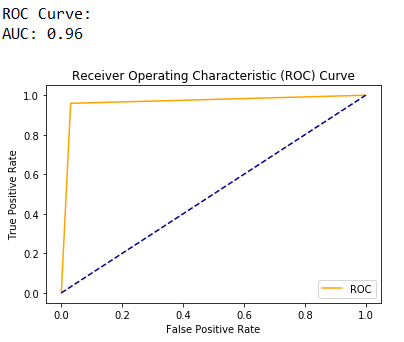 ROC Curve:
AUC: 0.96
Receiver Operating Characteristic (ROC) Curve
1.0
0.8
0.6
0.4
0.2
0.0
True Positive Rate
ROC
0.0 0.2 0.4 0.6 0.8 1.0
False Positive Rate